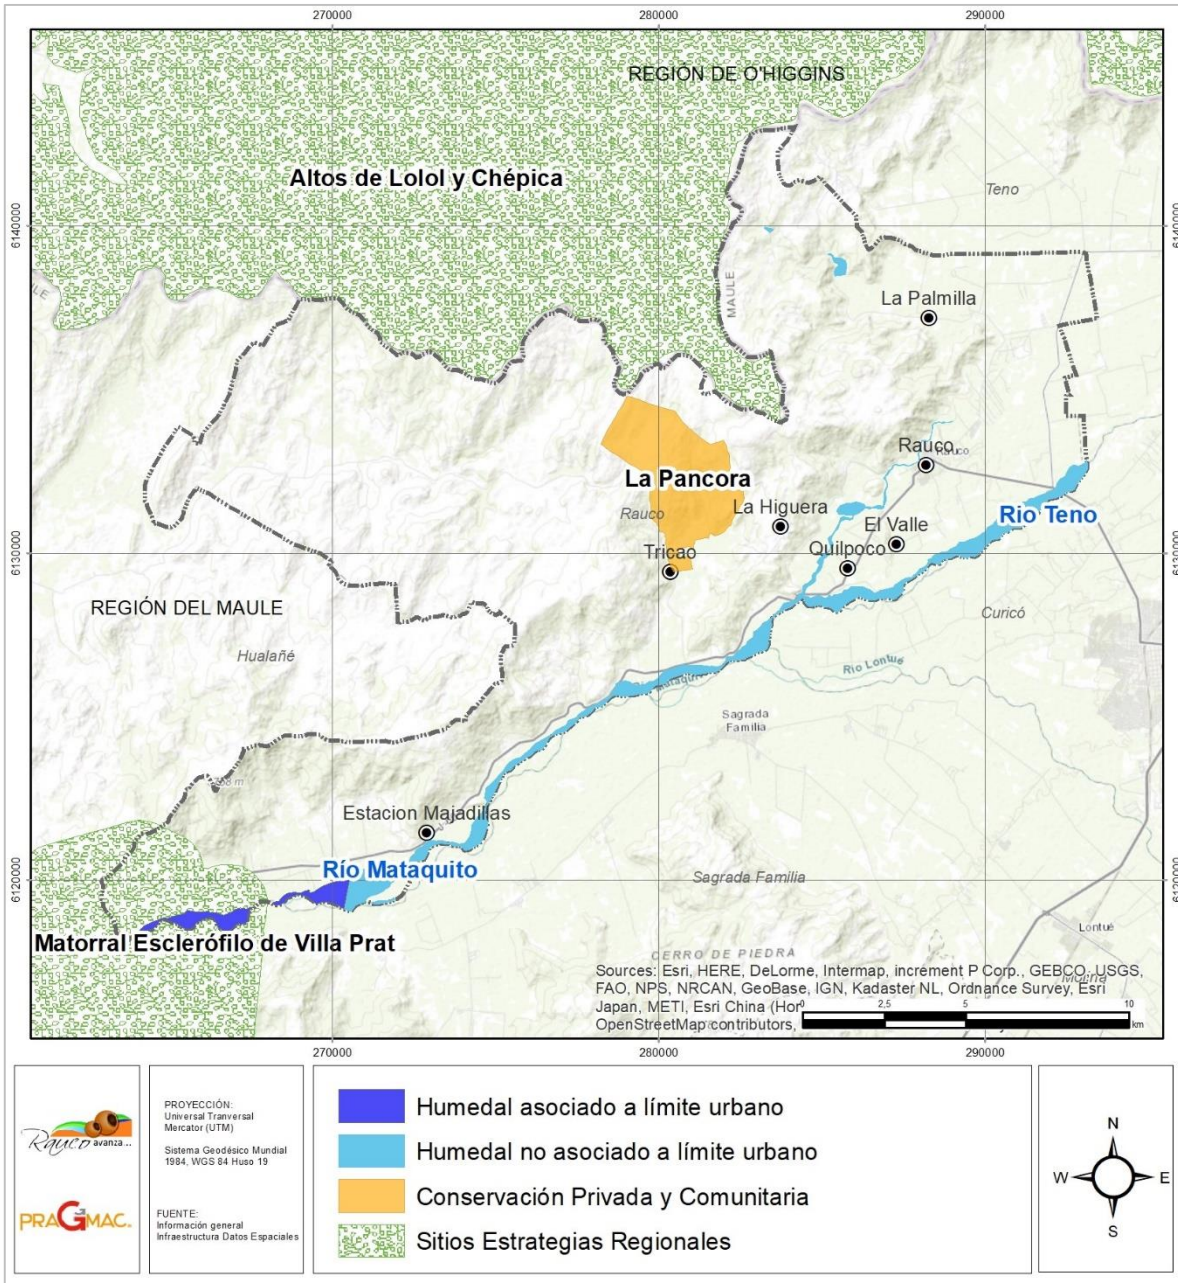 270000
280000
290000
REGIÓN DE O'HIGGINS
Altos de Lolol y Chépica
Teno
6140000
6140000
MAULE
La Palmilla
Rauco
Rauco
La Pancora
La Higuera
Rauco
Rio Teno
El Valle
Quilpoco
Tricao
6130000
6130000
REGIÓN DEL MAULE
Curicó
Hualañé
Río Lontué
Sagrada
Familia
Estacion Majadillas
Río Mataquito
6120000
6120000
Sagrada Familia
Lontué
Matorral Esclerófilo de Villa Prat
CERRO DE PIEDRA
Molina
Sources: Esri, HERE, DeLorme, Intermap, increment P Corp., GEBCO, USGS,
FAO, NPS, NRCAN, GeoBase, IGN, Kadaster NL, Ordnance Survey, Esri
Japan, METI, Esri China (Hon
OpenStreetMap contributors,
0 2,5 5 10
km
270000
280000
290000
Rauco avanza...
PRAGMAC.
PROYECCIÓN:
Universal Tranversal
Mercator (UTM)
Sistema Geodésico Mundial
1984, WGS 84 Huso 19
FUENTE:
Información general
Infraestructura Datos Espaciales
Humedal asociado a límite urbano
Humedal no asociado a límite urbano
Conservación Privada y Comunitaria
Sitios Estrategias Regionales
N
W
E
S